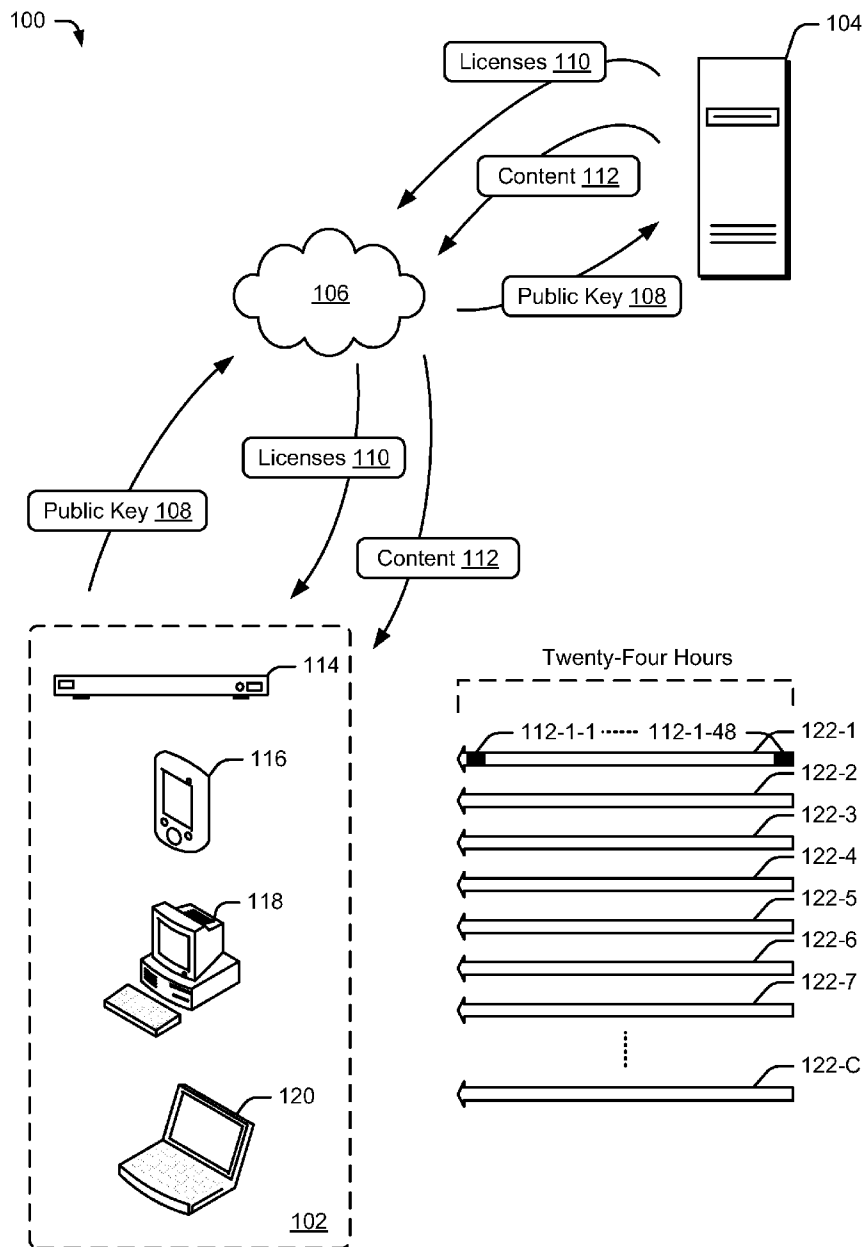 100
104
Licenses 110
Content 112
106
Public Key 108
Licenses 110
Public Key 108
Content 112
114
116
118
120
102
Twenty-Four Hours
112-1-1 ...... 112-1-48
122-1
122-2
122-3
122-4
122-5
122-6
122-7
122-C